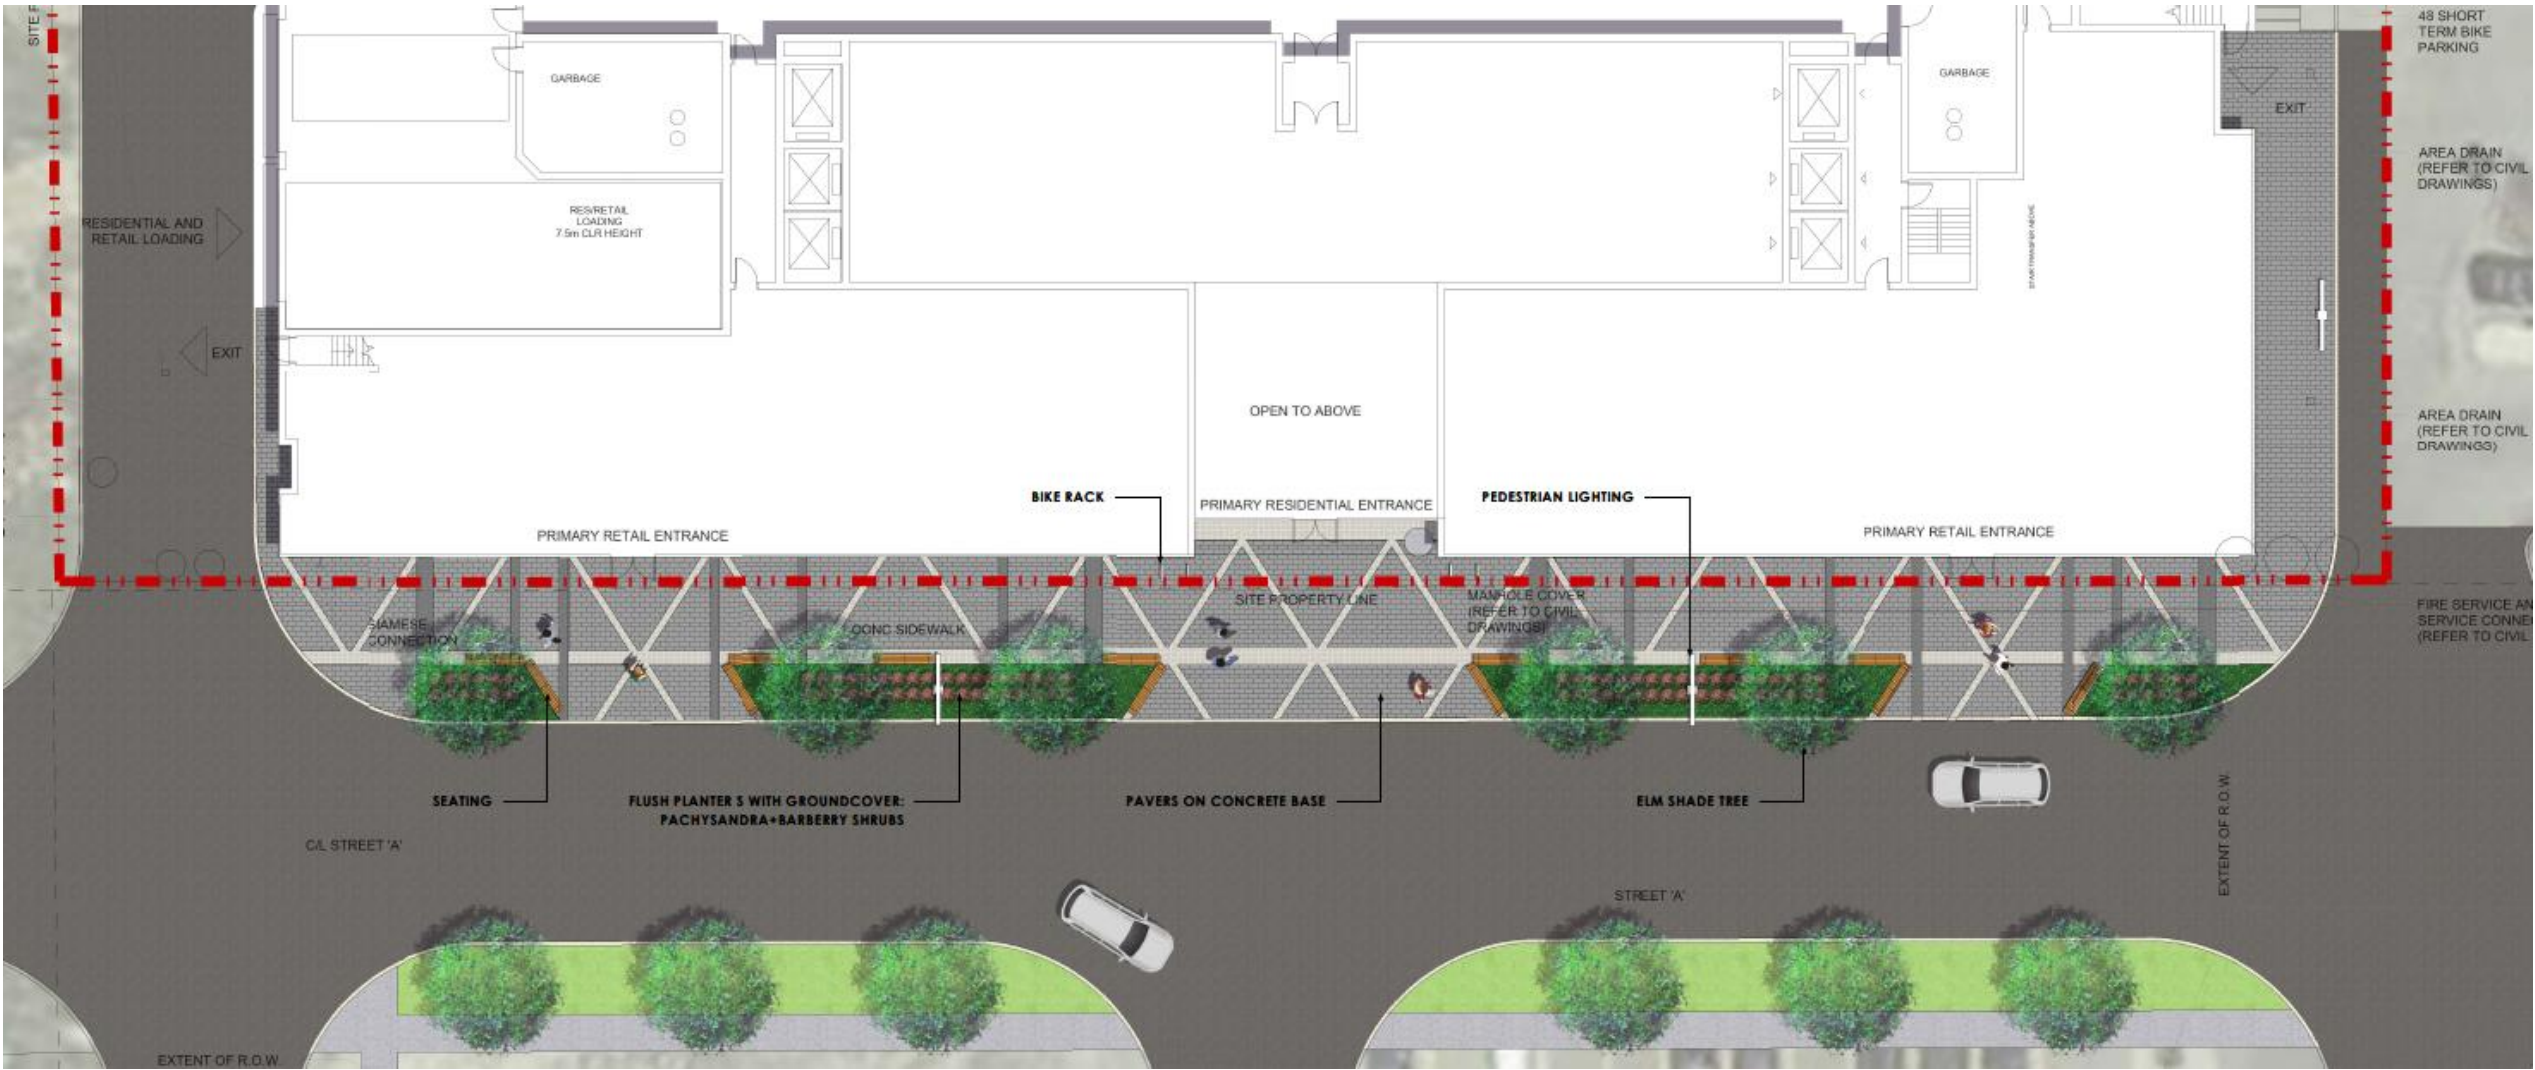 SITE P
48 SHORT
TERM BIKE
PARKING
GARBAGE
GARBAGE
EXIT
AREA DRAIN
(REFER TO CIVIL
DRAWINGS)
RESIDENTIAL AND
RETAIL LOADING
RES/RETAIL
LOADING
7.5m CLR HEIGHT
STAIR TRANSFER ABOVE
EXIT
OPEN TO ABOVE
AREA DRAIN
(REFER TO CIVIL
DRAWINGS)
BIKE RACK
PRIMARY RESIDENTIAL ENTRANCE
PEDESTRIAN LIGHTING
PRIMARY RETAIL ENTRANCE
PRIMARY RETAIL ENTRANCE
SITE PROPERTY LINE
MANHOLE COVER
(REFER TO CIVIL
DRAWINGS)
SIAMESE
CONNECTION
CONC SIDEWALK
FIRE SERVICE AN
SERVICE CONNE
(REFER TO CIVIL
SEATING
FLUSH PLANTER S WITH GROUNDCOVER:
PACHYSANDRA+BARBERRY SHRUBS
PAVERS ON CONCRETE BASE
ELM SHADE TREE
C/L STREET 'A'
STREET 'A'
EXTENT OF R.O.W.
EXTENT OF R.O.W.